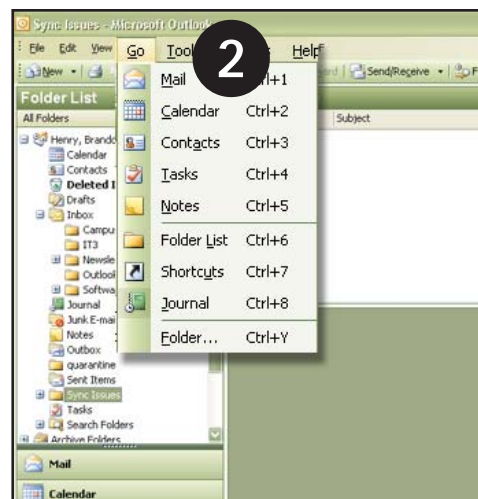 Sync Issues - Microsoft Outlook
File Edit View Go Help
2
New Send/Receive
Folder List
All Folders Subject
Mail
Calendar Ctrl+2
Contacts Ctrl+3
Tasks Ctrl+4
Notes Ctrl+5
Folder List Ctrl+6
Shortcuts Ctrl+7
Journal Ctrl+8
Folder... Ctrl+Y
Calendar
Contacts
Deleted
Drafts
Inbox
IT3
Journal
Notes
Outbox
quarantine
Sent Items
Sync Issues
Tasks
Search Folders
Archive Folders
Mail
Calendar